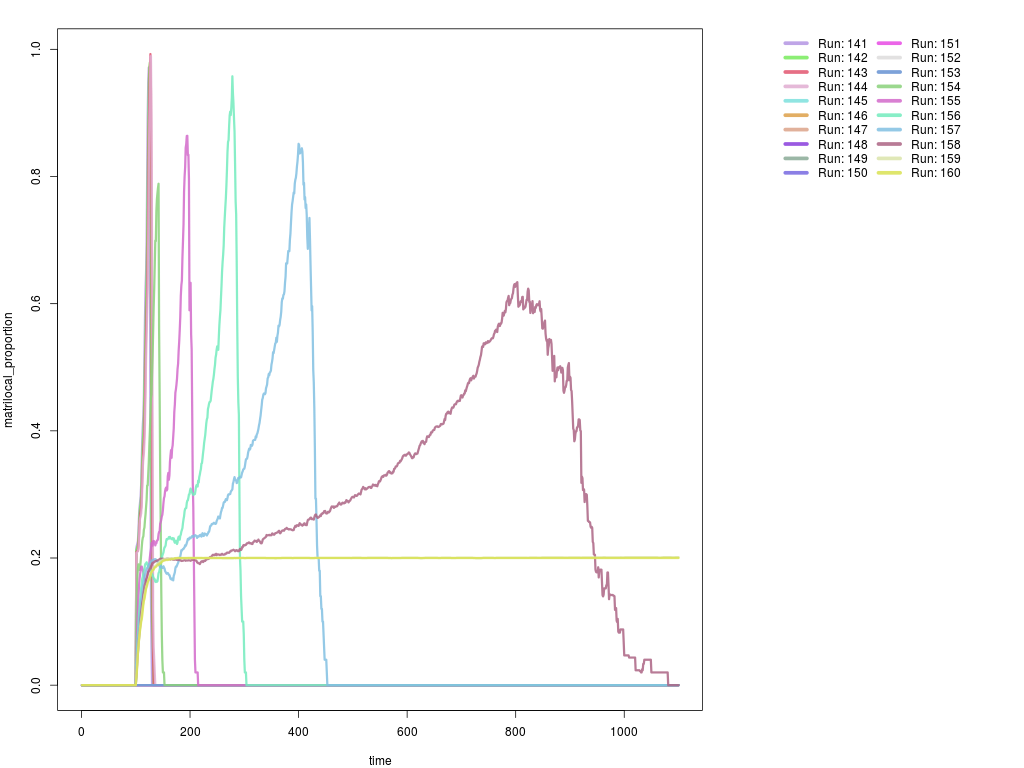 1.0
0.8
0.6
0.4
0.2
0.0
matrilocal_proportion
0 200 400 600 800 1000
time
Run: 141 Run: 151
Run: 142 Run: 152
Run: 143 Run: 153
Run: 144 Run: 154
Run: 145 Run: 155
Run: 146 Run: 156
Run: 147 Run: 157
Run: 148 Run: 158
Run: 149 Run: 159
Run: 150 Run: 160